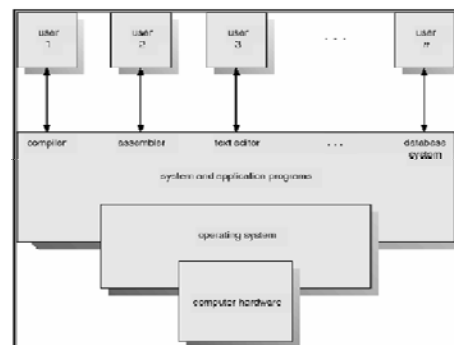 user
1
user
2
user
3
. . .
user
n
compiler
assembler
text editor
. . .
database
system
system and application programs
operating system
computer hardware